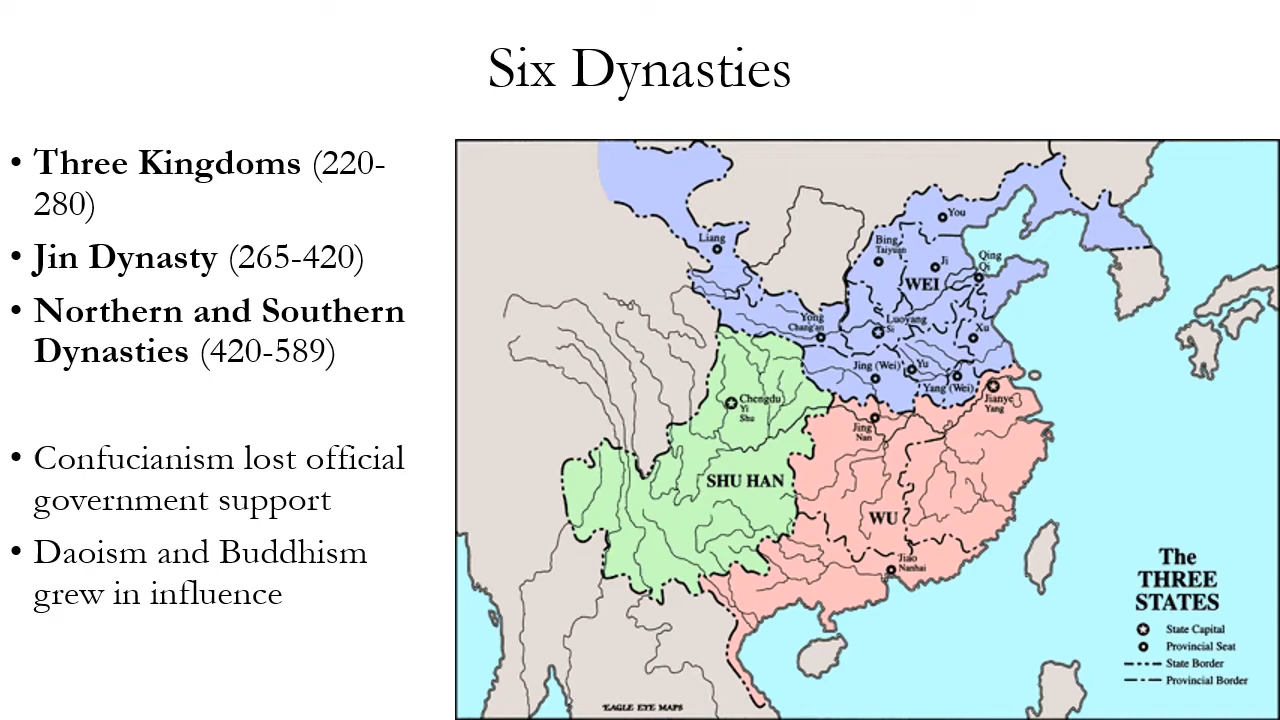 Six Dynasties
• Three Kingdoms (220-
280)
• Jin Dynasty (265-420)
• Northern and Southern
Dynasties (420-589)
• Confucianism lost official
government support
• Daoism and Buddhism
grew in influence
You
Liang
Bing
Taiyuan
Ji
Qing
Qi
WEI
Yong
Chang'an
Luoyang
Si
Xu
Jing (Wei)
Yu
Yang (Wei)
Chengdu
Yi
Shu
Jianye
Yang
Jing
Nan
SHU HAN
WU
Jiao
Nanhai
The
THREE
STATES
State Capital
Provincial Seat
State Border
Provincial Border
EAGLE EYE MAPS